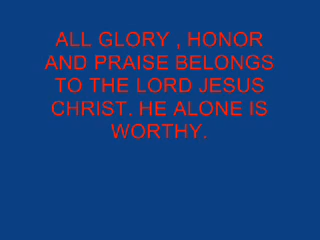 ALL GLORY , HONOR
AND PRAISE BELONGS
TO THE LORD JESUS
CHRIST. HE ALONE IS
WORTHY.